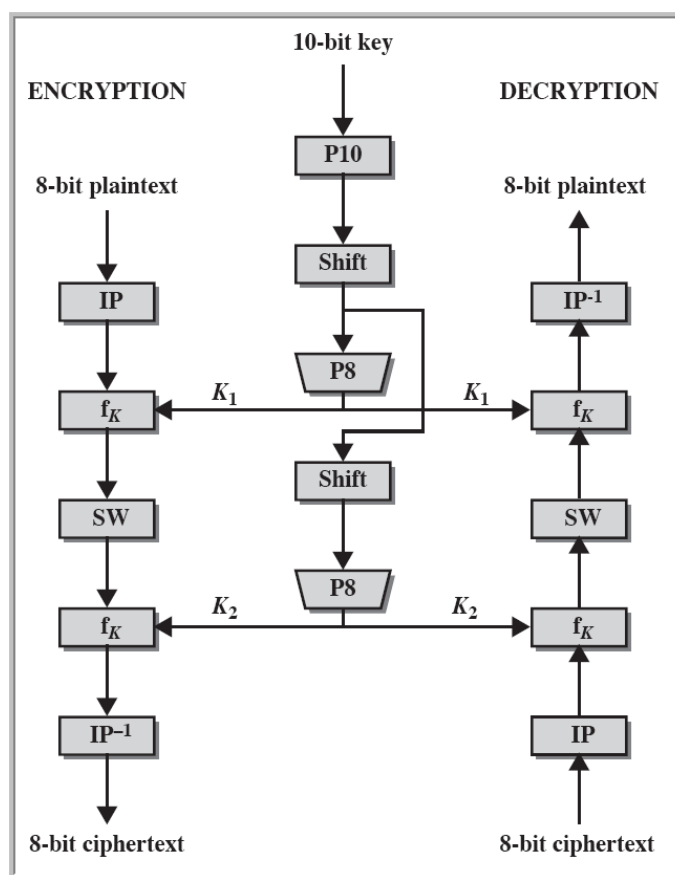 10-bit key
ENCRYPTION
DECRYPTION
P10
8-bit plaintext
8-bit plaintext
Shift
IP
IP-1
P8
K1
K1
fK
fK
Shift
SW
SW
P8
K2
K2
fK
fK
IP–1
IP
8-bit ciphertext
8-bit ciphertext